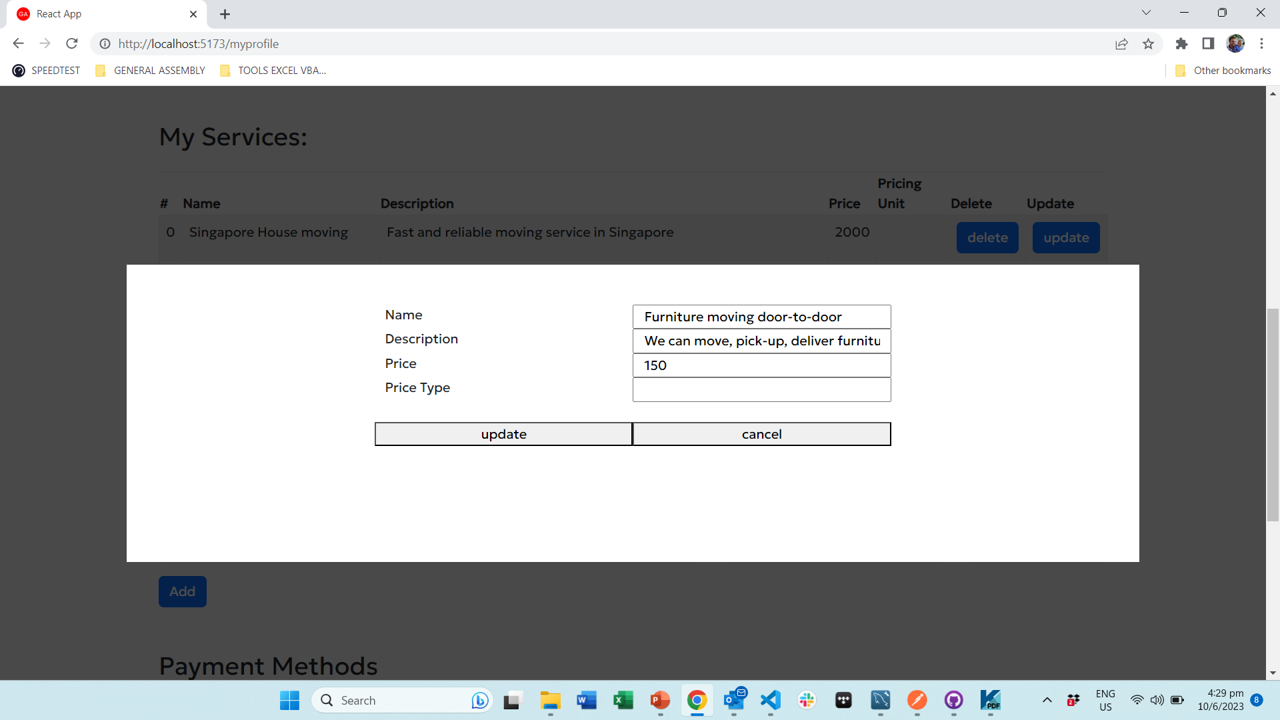 React App
http://localhost:5173/myprofile
SPEEDTEST GENERAL ASSEMBLY TOOLS EXCEL VBA... Other bookmarks
My Services:
# Name Description Price Pricing Unit Delete Update
0 Singapore House moving Fast and reliable moving service in Singapore 2000 delete update
Name Furniture moving door-to-door
Description We can move, pick-up, deliver furnitu
Price 150
Price Type
update cancel
Add
Payment Methods
Search ENG 4:29 pm
US 10/6/2023 8